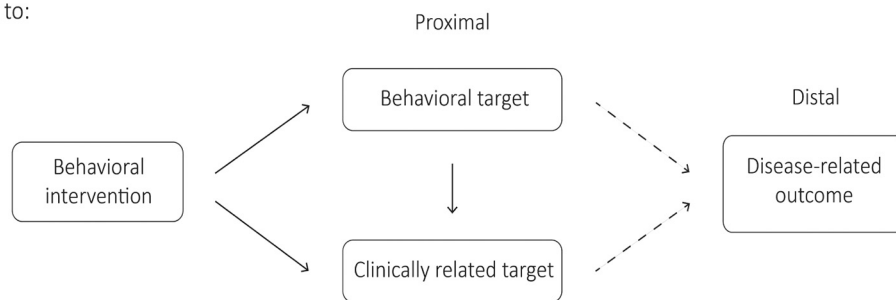 to:
Proximal
Behavioral target
Distal
Behavioral
intervention
Disease-related
outcome
Clinically related target